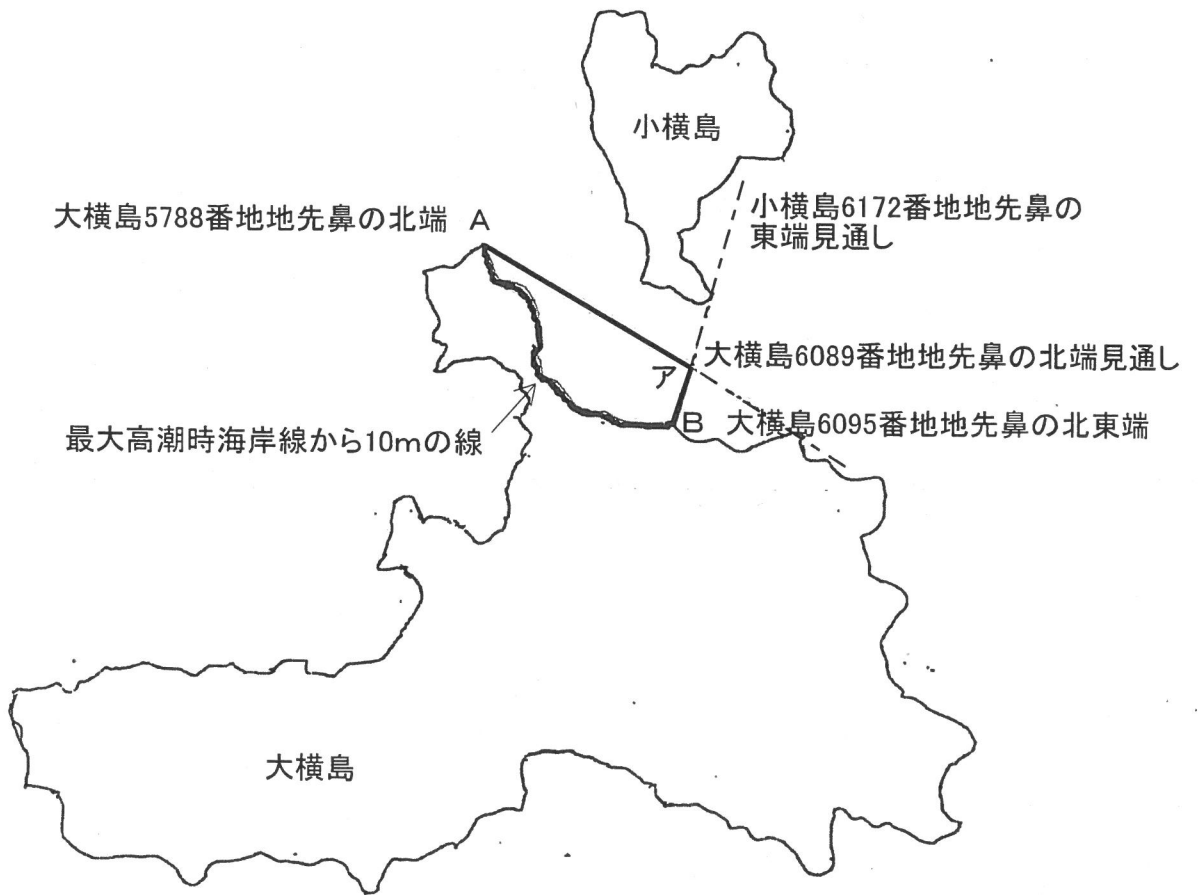 小横島
大横島5788番地地先鼻の北端 A
小横島6172番地地先鼻の
東端見通し
大横島6089番地地先鼻の北端見通し
ア
B 大横島6095番地地先鼻の北東端
最大高潮時海岸線から10mの線
大横島